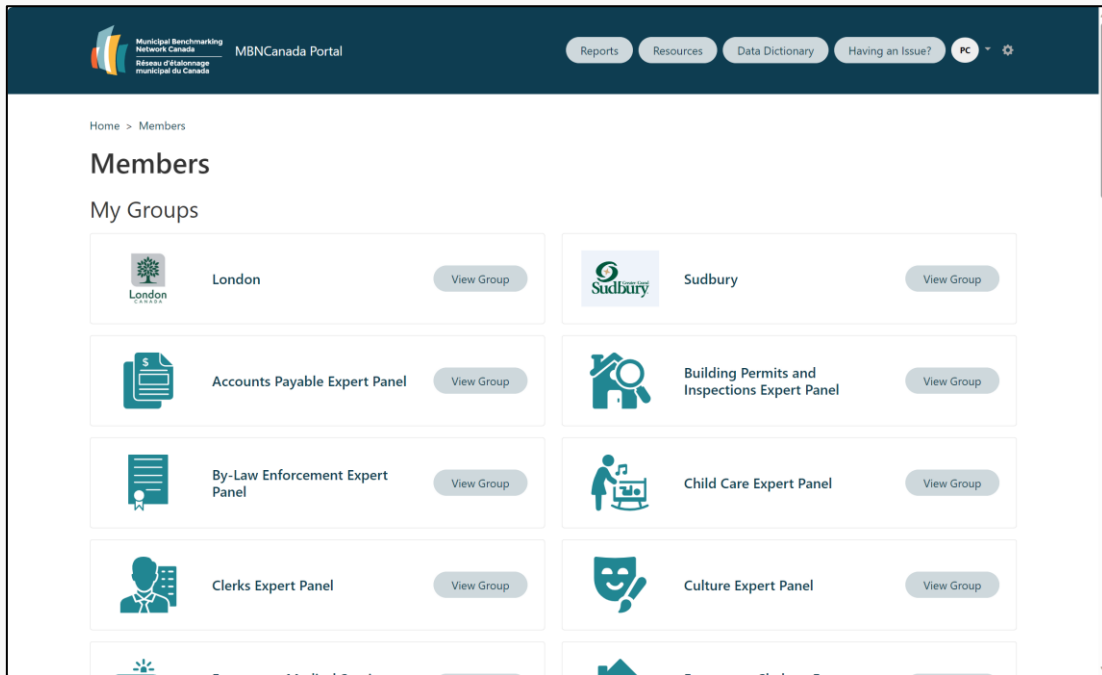 Municipal Benchmarking
Network Canada
Réseau d'étalonnage
municipal du Canada
MBNCanada Portal
Reports
Resources
Data Dictionary
Having an Issue?
PC
Home > Members
Members
My Groups
London
CANADA
London
View Group
Sudbury
Sudbury
View Group
$
Accounts Payable Expert Panel
View Group
Building Permits and
Inspections Expert Panel
View Group
By-Law Enforcement Expert
Panel
View Group
Child Care Expert Panel
View Group
Clerks Expert Panel
View Group
Culture Expert Panel
View Group